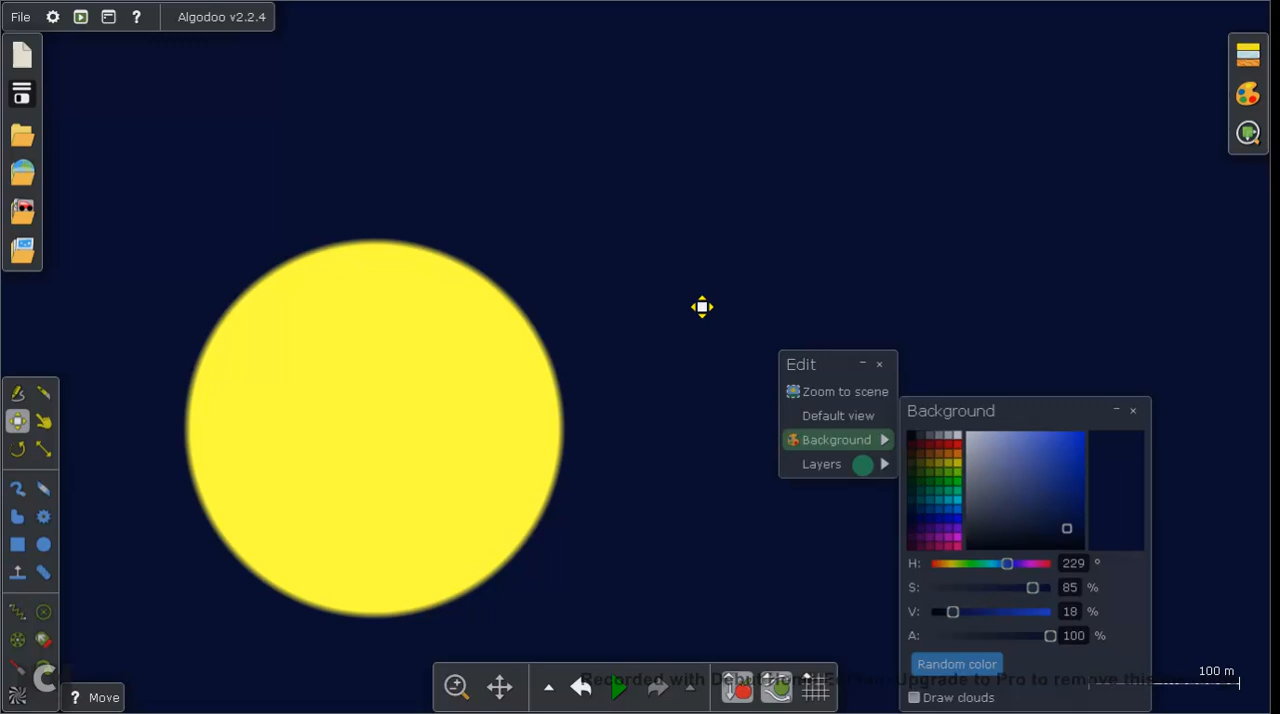 File ? Algodoo v2.2.4
Edit
Zoom to scene
Default view
Background
Layers
Background
H: 229 °
S: 85 %
V: 18 %
A: 100 %
Random color
Draw clouds
100 m
? Move
Recorded with Debut Upgrade to Pro to remove this